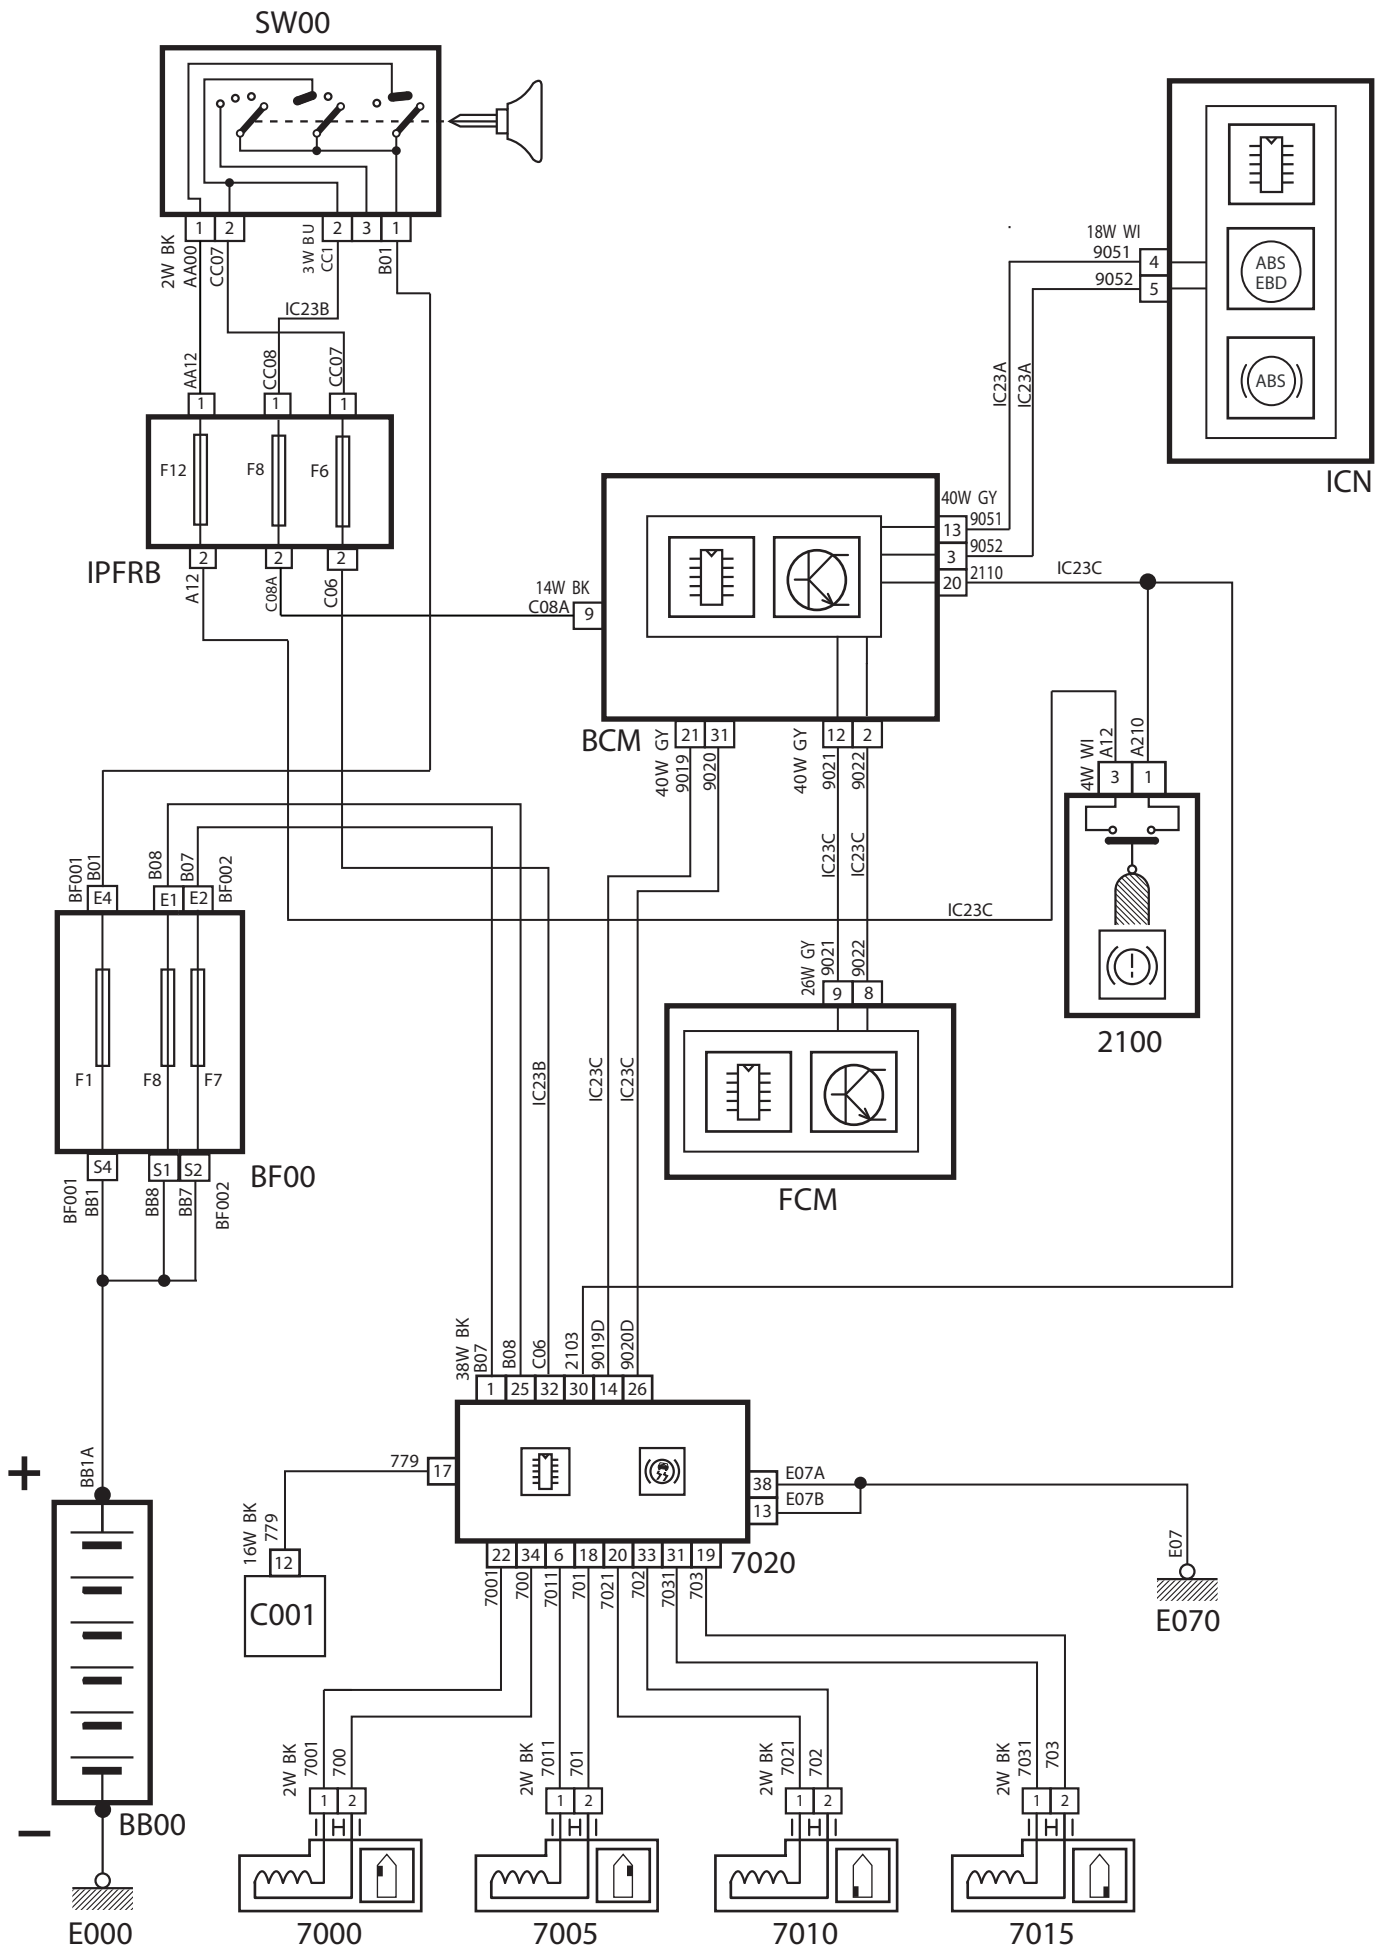 SW00
1 2 2 3 1
2W BK
AA00
CC07
3W BU
CC1
B01
IC23B
AA12
CC08
CC07
1 1 1
F12 F8 F6
2 2 2
IPFRB
A12
C08A
C06
18W WI
9051
4
9052
5
ABS
EBD
ABS
ICN
IC23A
IC23A
40W GY
13 9051
3 9052
20 2110
IC23C
14W BK
C08A
9
BCM
21 31 12 2
40W GY
9019
9020
40W GY
9021
9022
IC23C
IC23C
4W WI
A12
A210
3 1
2100
IC23C
BF001
B01
B08
B07
BF002
E4 E1 E2
F1 F8 F7
S4 S1 S2
BF00
BF001
BB1
BB8
BB7
BF002
26W GY
9021
9022
9 8
FCM
IC23B
IC23C
IC23C
38W BK
B07
B08
C06
2103
9019D
9020D
1 25 32 30 14 26
779
17
38 E07A
13 E07B
E07
E070
22 34 6 18 20 33 31 19
7020
7001
700
7011
701
7021
702
7031
703
16W BK
779
12
C001
+
BB1A
BB00
−
E000
2W BK
7001
700
1 2
H
7000
2W BK
7011
701
1 2
H
7005
2W BK
7021
702
1 2
H
7010
2W BK
7031
703
1 2
H
7015